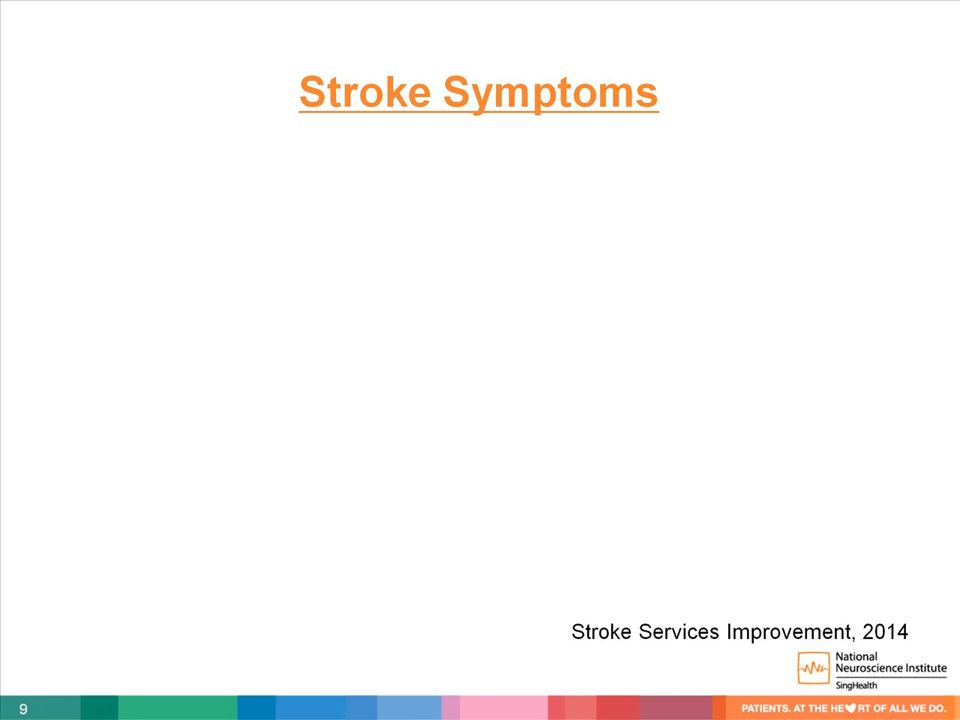 Stroke Symptoms
Stroke Services Improvement, 2014
National
Neuroscience Institute
SingHealth
9
PATIENTS. AT THE HE♥RT OF ALL WE DO.